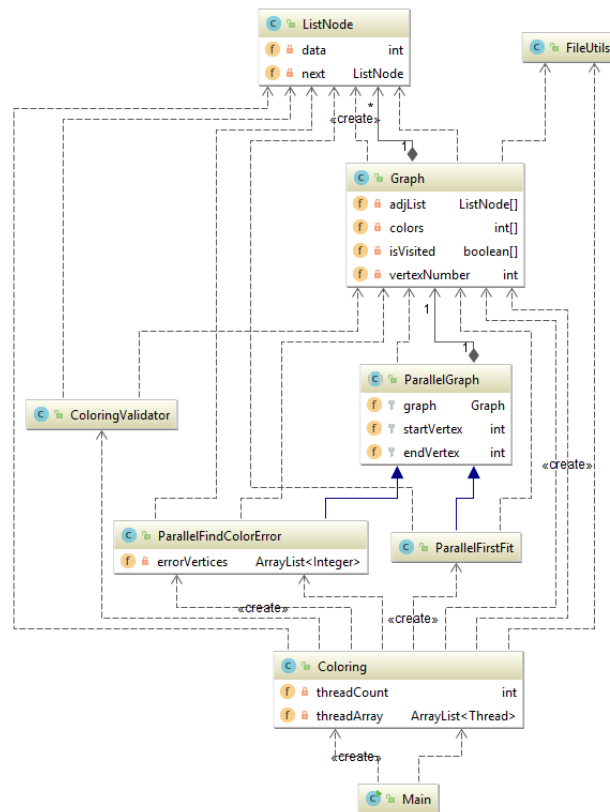 C ListNode
f data int
f next ListNode
C FileUtils
*
«create»
1
C Graph
f adjList ListNode[]
f colors int[]
f isVisited boolean[]
f vertexNumber int
1
1
C ParallelGraph
f graph Graph
f startVertex int
f endVertex int
C ColoringValidator
«create»
C ParallelFindColorError
f errorVertices ArrayList<Integer>
C ParallelFirstFit
«create»
«create»
C Coloring
f threadCount int
f threadArray ArrayList<Thread>
«create»
C Main